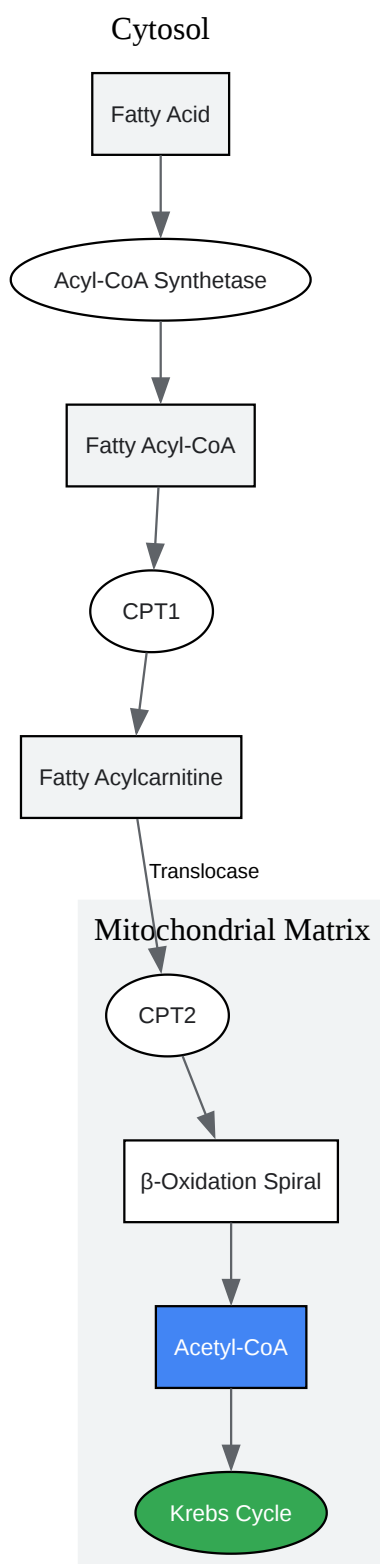 Cytosol
Fatty Acid
Acyl-CoA Synthetase
Fatty Acyl-CoA
CPT1
Fatty Acylcarnitine
Translocase
Mitochondrial Matrix
CPT2
β-Oxidation Spiral
Acetyl-CoA
Krebs Cycle